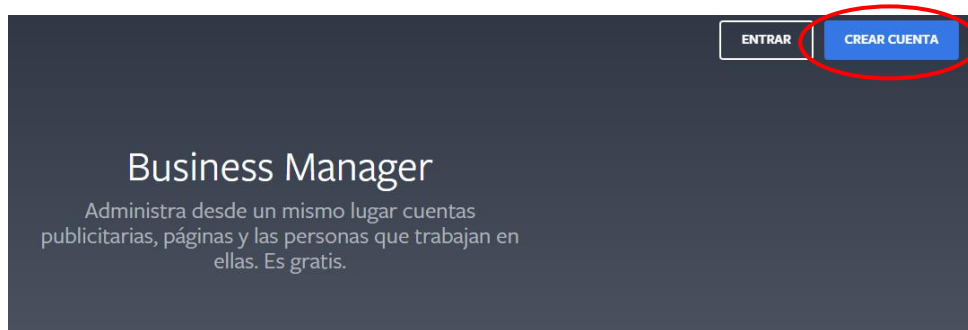 ENTRAR
CREAR CUENTA
Business Manager
Administra desde un mismo lugar cuentas
publicitarias, páginas y las personas que trabajan en
ellas. Es gratis.